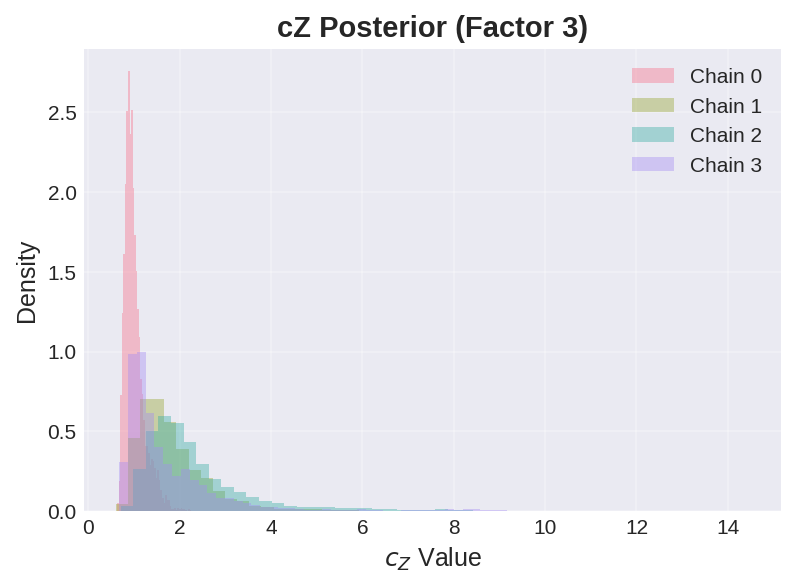 cZ Posterior (Factor 3)
Chain 0
Chain 1
Chain 2
Chain 3
Density
2.5
2.0
1.5
1.0
0.5
0.0
0 2 4 6 8 10 12 14
c_Z Value